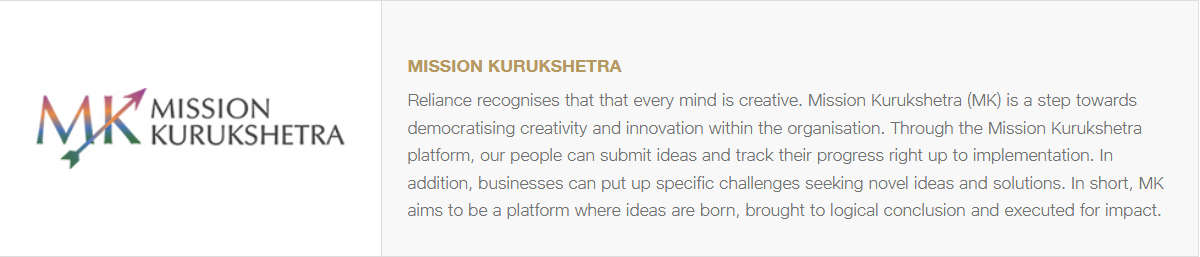 MK MISSION
KURUKSHETRA
MISSION KURUKSHETRA
Reliance recognises that that every mind is creative. Mission Kurukshetra (MK) is a step towards
democratising creativity and innovation within the organisation. Through the Mission Kurukshetra
platform, our people can submit ideas and track their progress right up to implementation. In
addition, businesses can put up specific challenges seeking novel ideas and solutions. In short, MK
aims to be a platform where ideas are born, brought to logical conclusion and executed for impact.